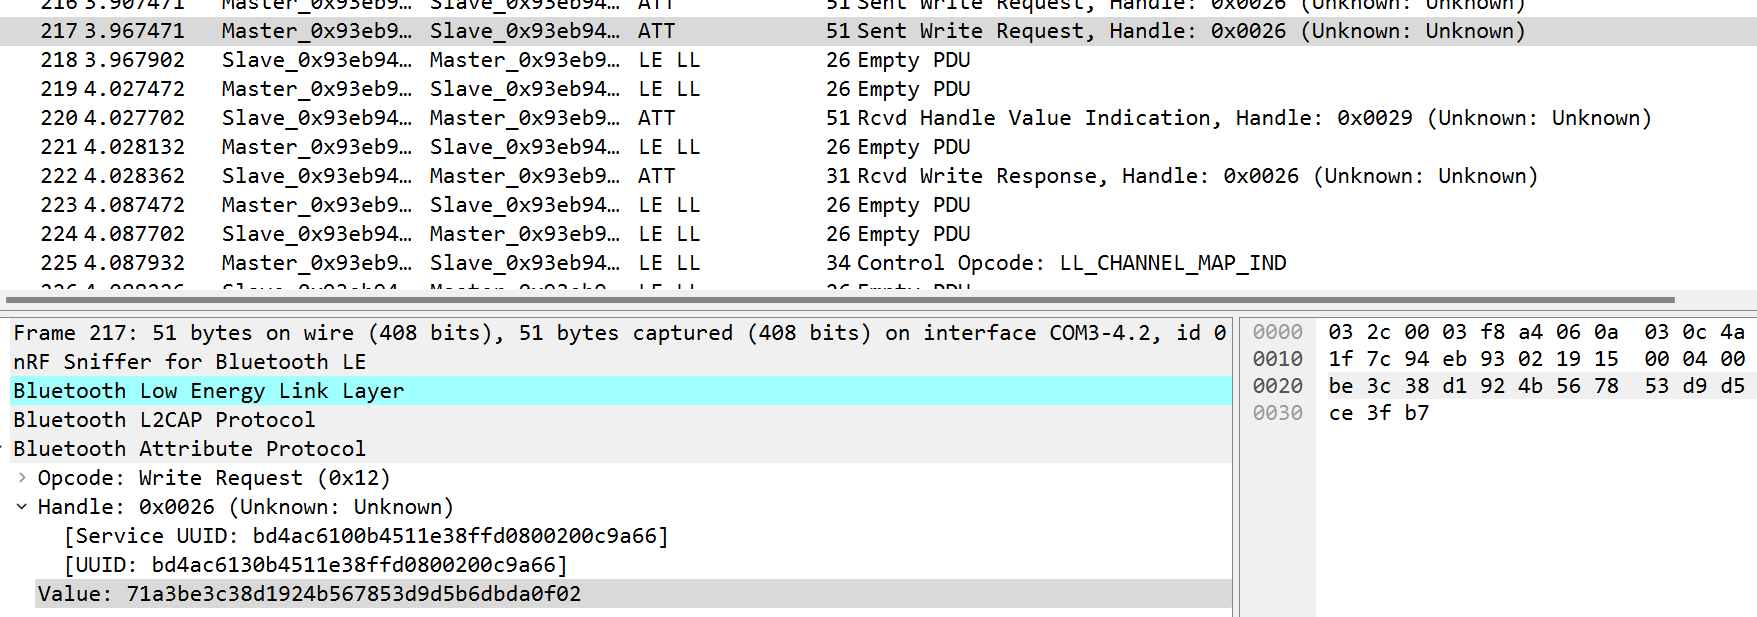 216 3.907471 Master_0x93eb9… Slave_0x93eb94… ATT 51 Sent Write Request, Handle: 0x0026 (Unknown: Unknown)
217 3.967471 Master_0x93eb9… Slave_0x93eb94… ATT 51 Sent Write Request, Handle: 0x0026 (Unknown: Unknown)
218 3.967902 Slave_0x93eb94… Master_0x93eb9… LE LL 26 Empty PDU
219 4.027472 Master_0x93eb9… Slave_0x93eb94… LE LL 26 Empty PDU
220 4.027702 Slave_0x93eb94… Master_0x93eb9… ATT 51 Rcvd Handle Value Indication, Handle: 0x0029 (Unknown: Unknown)
221 4.028132 Master_0x93eb9… Slave_0x93eb94… LE LL 26 Empty PDU
222 4.028362 Slave_0x93eb94… Master_0x93eb9… ATT 31 Rcvd Write Response, Handle: 0x0026 (Unknown: Unknown)
223 4.087472 Master_0x93eb9… Slave_0x93eb94… LE LL 26 Empty PDU
224 4.087702 Slave_0x93eb94… Master_0x93eb9… LE LL 26 Empty PDU
225 4.087932 Master_0x93eb9… Slave_0x93eb94… LE LL 34 Control Opcode: LL_CHANNEL_MAP_IND
Frame 217: 51 bytes on wire (408 bits), 51 bytes captured (408 bits) on interface COM3-4.2, id 0
nRF Sniffer for Bluetooth LE
Bluetooth Low Energy Link Layer
Bluetooth L2CAP Protocol
Bluetooth Attribute Protocol
Opcode: Write Request (0x12)
Handle: 0x0026 (Unknown: Unknown)
[Service UUID: bd4ac6100b4511e38ffd0800200c9a66]
[UUID: bd4ac6130b4511e38ffd0800200c9a66]
Value: 71a3be3c38d1924b567853d9d5b6dbda0f02
0000 03 2c 00 03 f8 a4 06 0a 03 0c 4a
0010 1f 7c 94 eb 93 02 19 15 00 04 00
0020 be 3c 38 d1 92 4b 56 78 53 d9 d5
0030 ce 3f b7